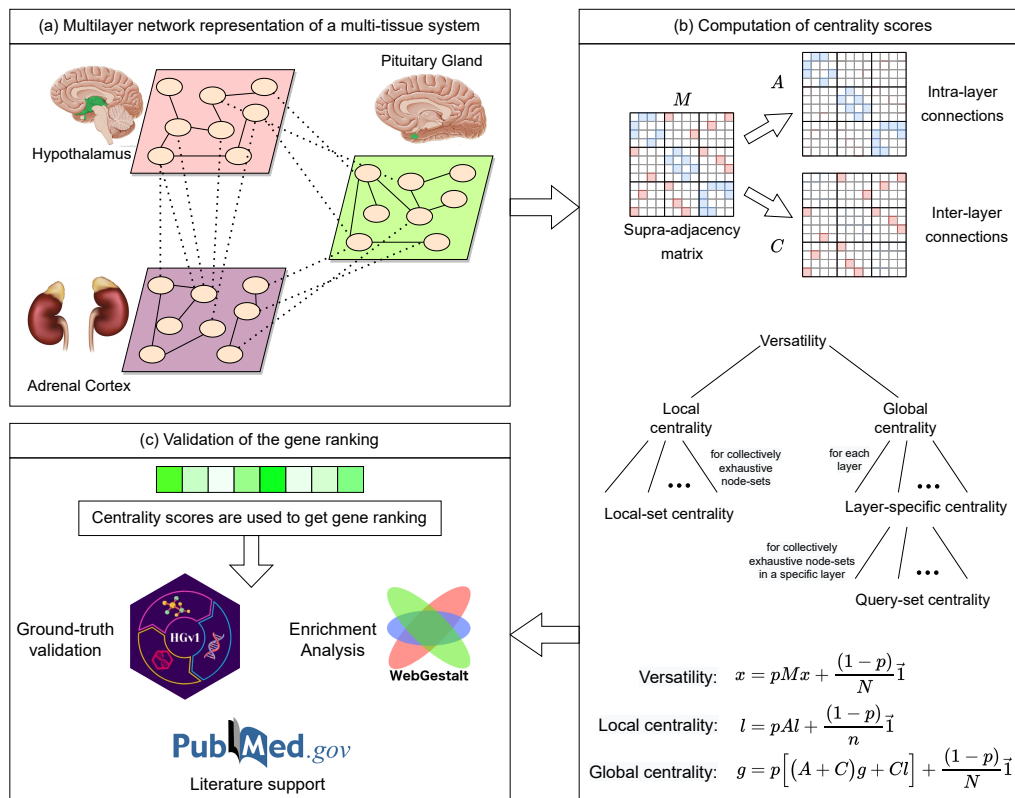 (a) Multilayer network representation of a multi-tissue system
Pituitary Gland
Hypothalamus
Adrenal Cortex
(b) Computation of centrality scores
M
A
Intra-layer
connections
Supra-adjacency
matrix
C
Inter-layer
connections
Versatility
Local
centrality
Global
centrality
for collectively
exhaustive
node-sets
for each
layer
•••
•••
Local-set centrality
Layer-specific centrality
for collectively
exhaustive node-sets
in a specific layer
•••
Query-set centrality
Versatility: x = pMx + (1 − p)/N 1⃗
Local centrality: l = pAl + (1 − p)/n 1⃗
Global centrality: g = p[(A + C)g + Cl] + (1 − p)/N 1⃗
(c) Validation of the gene ranking
Centrality scores are used to get gene ranking
Ground-truth
validation
HGv1
Enrichment
Analysis
WebGestalt
PubMed.gov
Literature support